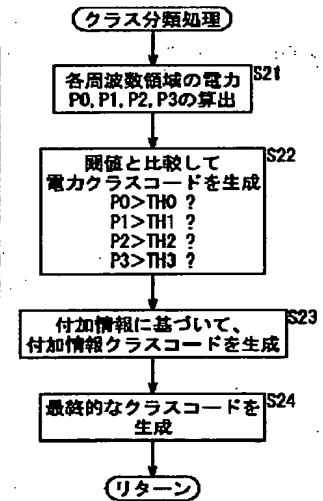 クラス分類処理
各周波数領域の電力
P0, P1, P2, P3の算出
S21
閾値と比較して
電力クラスコードを生成
P0>TH0 ?
P1>TH1 ?
P2>TH2 ?
P3>TH3 ?
S22
付加情報に基づいて、
付加情報クラスコードを生成
S23
最終的なクラスコードを
生成
S24
リターン